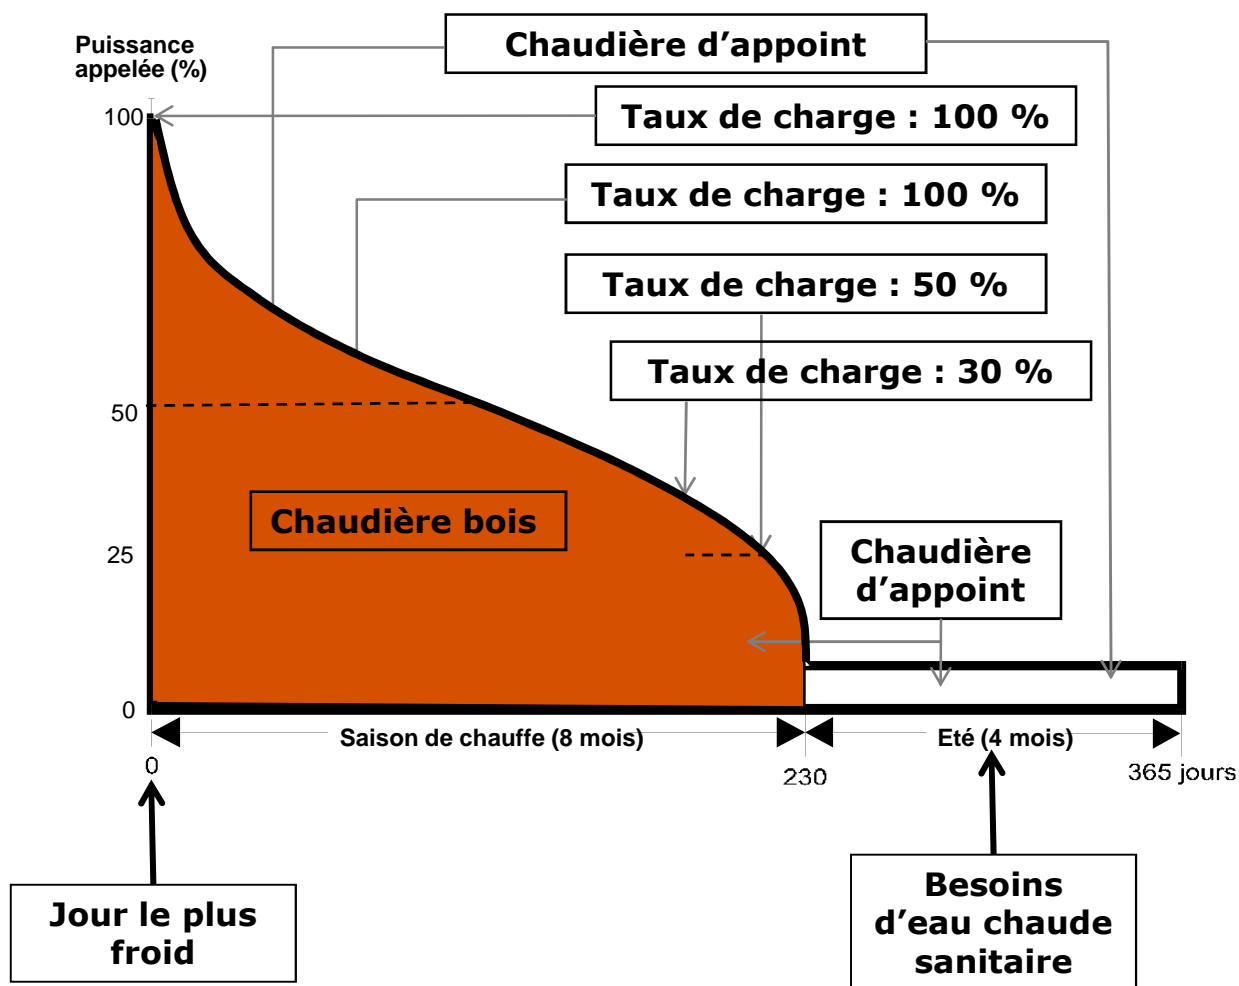 Chaudière d’appoint
Puissance
appelée (%)
100
Taux de charge : 100 %
Taux de charge : 100 %
Taux de charge : 50 %
Taux de charge : 30 %
50
Chaudière bois
25
Chaudière
d’appoint
0
Saison de chauffe (8 mois)
Eté (4 mois)
0
230
365 jours
Jour le plus
froid
Besoins
d’eau chaude
sanitaire